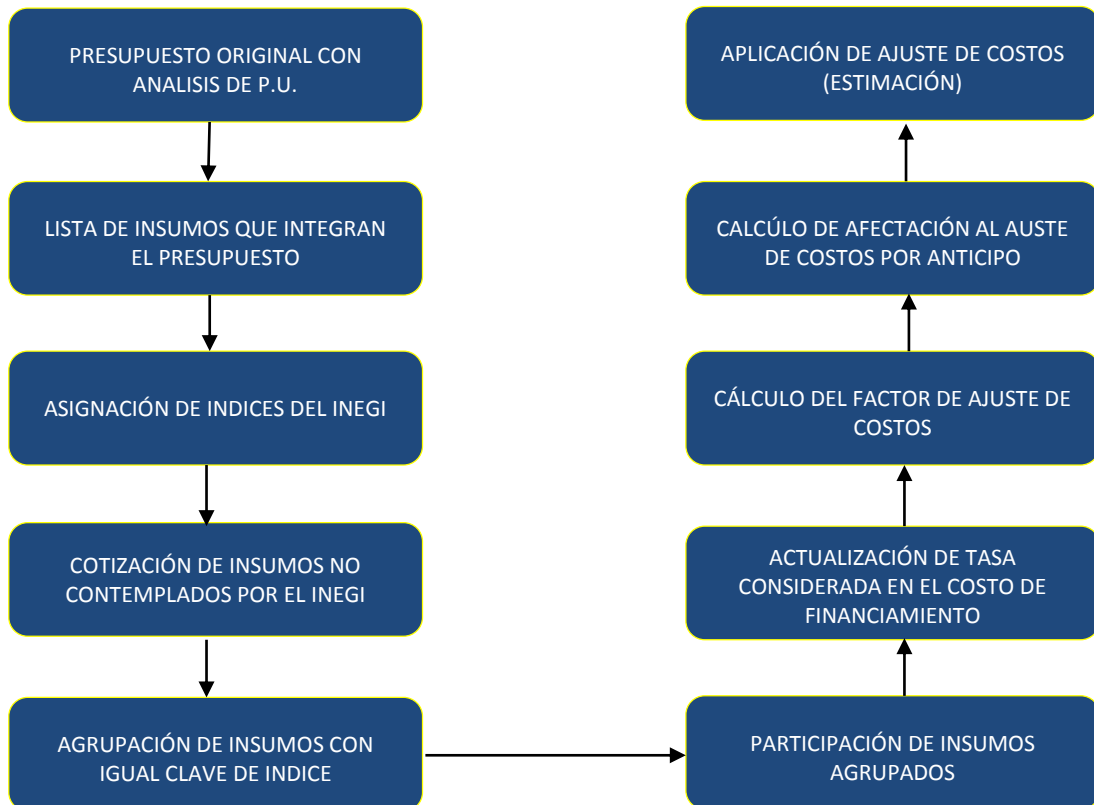 PRESUPUESTO ORIGINAL CON
ANALISIS DE P.U.
LISTA DE INSUMOS QUE INTEGRAN
EL PRESUPUESTO
ASIGNACIÓN DE INDICES DEL INEGI
COTIZACIÓN DE INSUMOS NO
CONTEMPLADOS POR EL INEGI
AGRUPACIÓN DE INSUMOS CON
IGUAL CLAVE DE INDICE
PARTICIPACIÓN DE INSUMOS
AGRUPADOS
ACTUALIZACIÓN DE TASA
CONSIDERADA EN EL COSTO DE
FINANCIAMIENTO
CÁLCULO DEL FACTOR DE AJUSTE DE
COSTOS
CALCÚLO DE AFECTACIÓN AL AUSTE
DE COSTOS POR ANTICIPO
APLICACIÓN DE AJUSTE DE COSTOS
(ESTIMACIÓN)